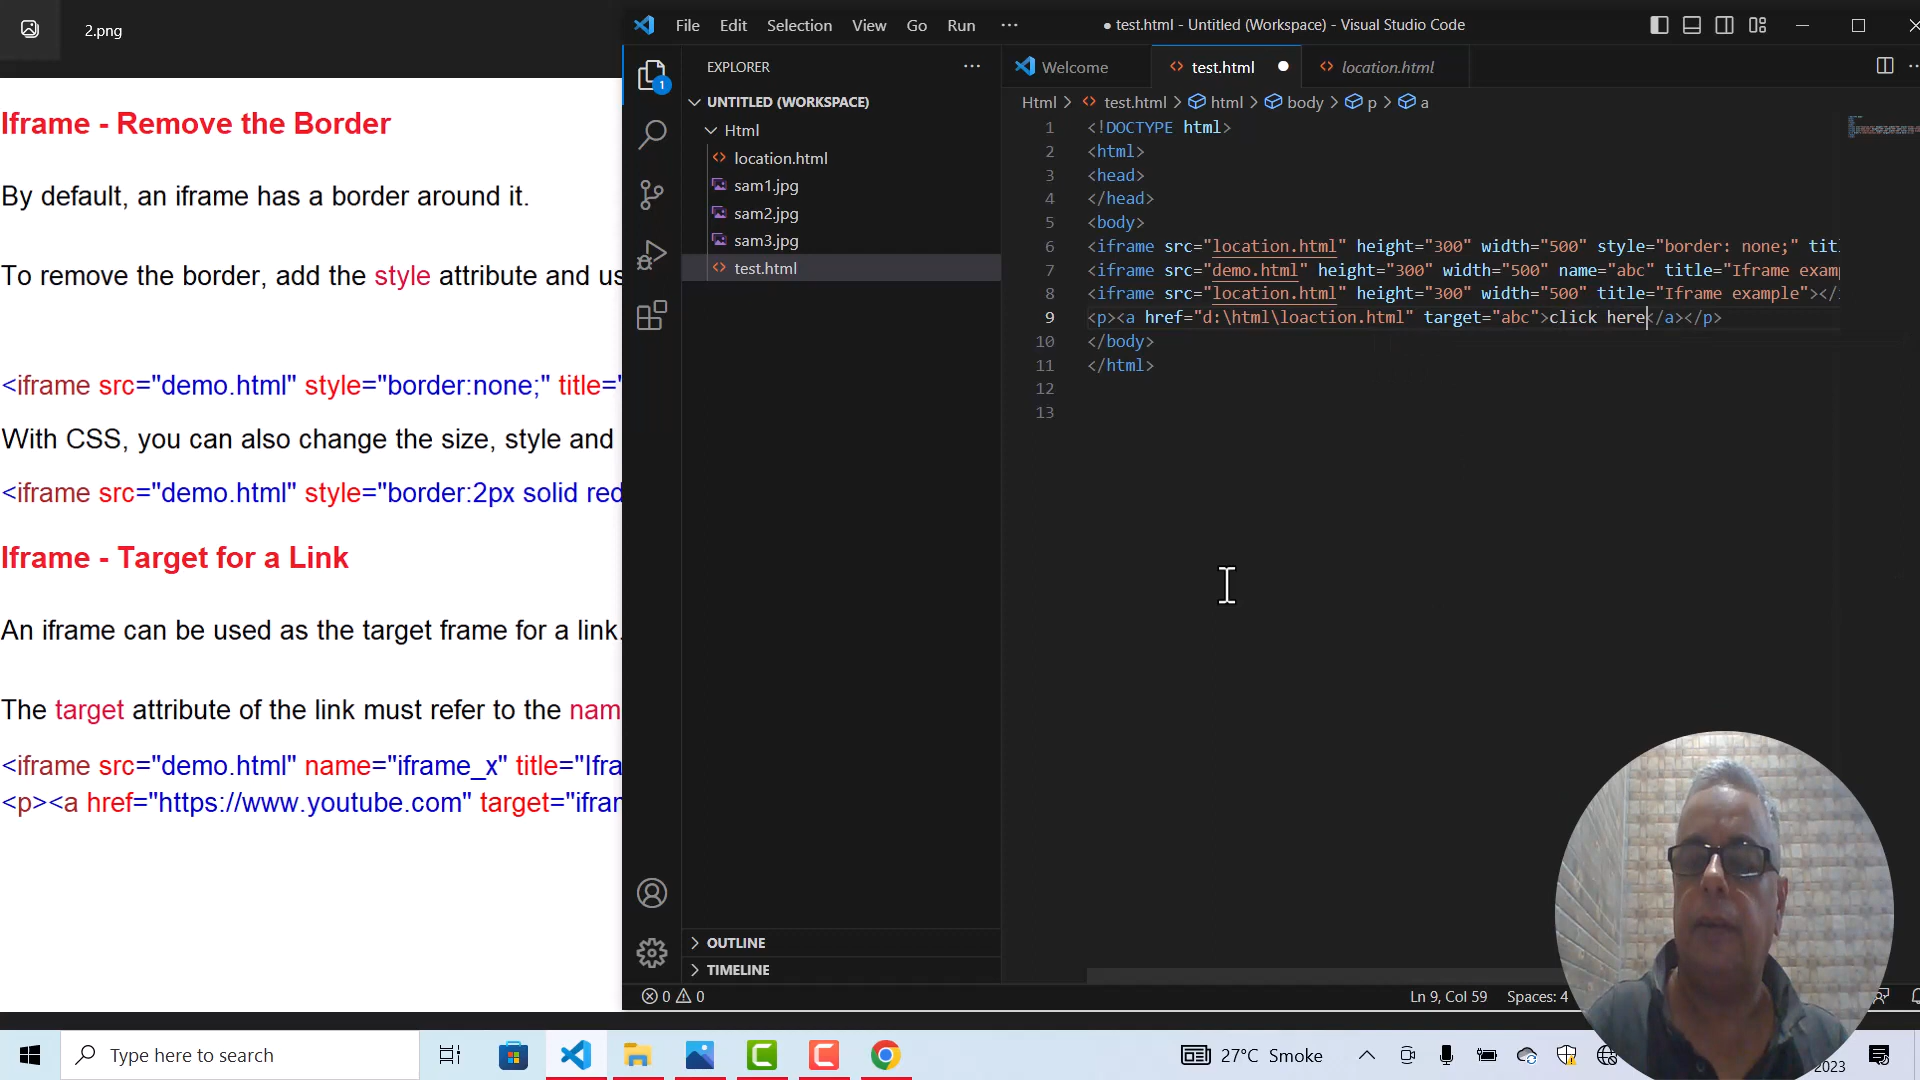 2.png
Iframe - Remove the Border
By default, an iframe has a border around it.
To remove the border, add the style attribute and us
<iframe src="demo.html" style="border:none;" title="
With CSS, you can also change the size, style and
<iframe src="demo.html" style="border:2px solid red
Iframe - Target for a Link
An iframe can be used as the target frame for a link.
The target attribute of the link must refer to the nam
<iframe src="demo.html" name="iframe_x" title="Ifra
<p><a href="https://www.youtube.com" target="ifran
File Edit Selection View Go Run ···
● test.html - Untitled (Workspace) - Visual Studio Code
EXPLORER ···
UNTITLED (WORKSPACE)
Html
location.html
sam1.jpg
sam2.jpg
sam3.jpg
test.html
OUTLINE
TIMELINE
1
Welcome
test.html
location.html
Html > test.html > html > body > p > a
1 <!DOCTYPE html>
2 <html>
3 <head>
4 </head>
5 <body>
6 <iframe src="location.html" height="300" width="500" style="border: none;" titl
7 <iframe src="demo.html" height="300" width="500" name="abc" title="Iframe exam
8 <iframe src="location.html" height="300" width="500" title="Iframe example"></i
9 <p><a href="d:\html\loaction.html" target="abc">click here</a></p>
10 </body>
11 </html>
12
13
0 0
Ln 9, Col 59 Spaces: 4
Type here to search
27°C Smoke
2023